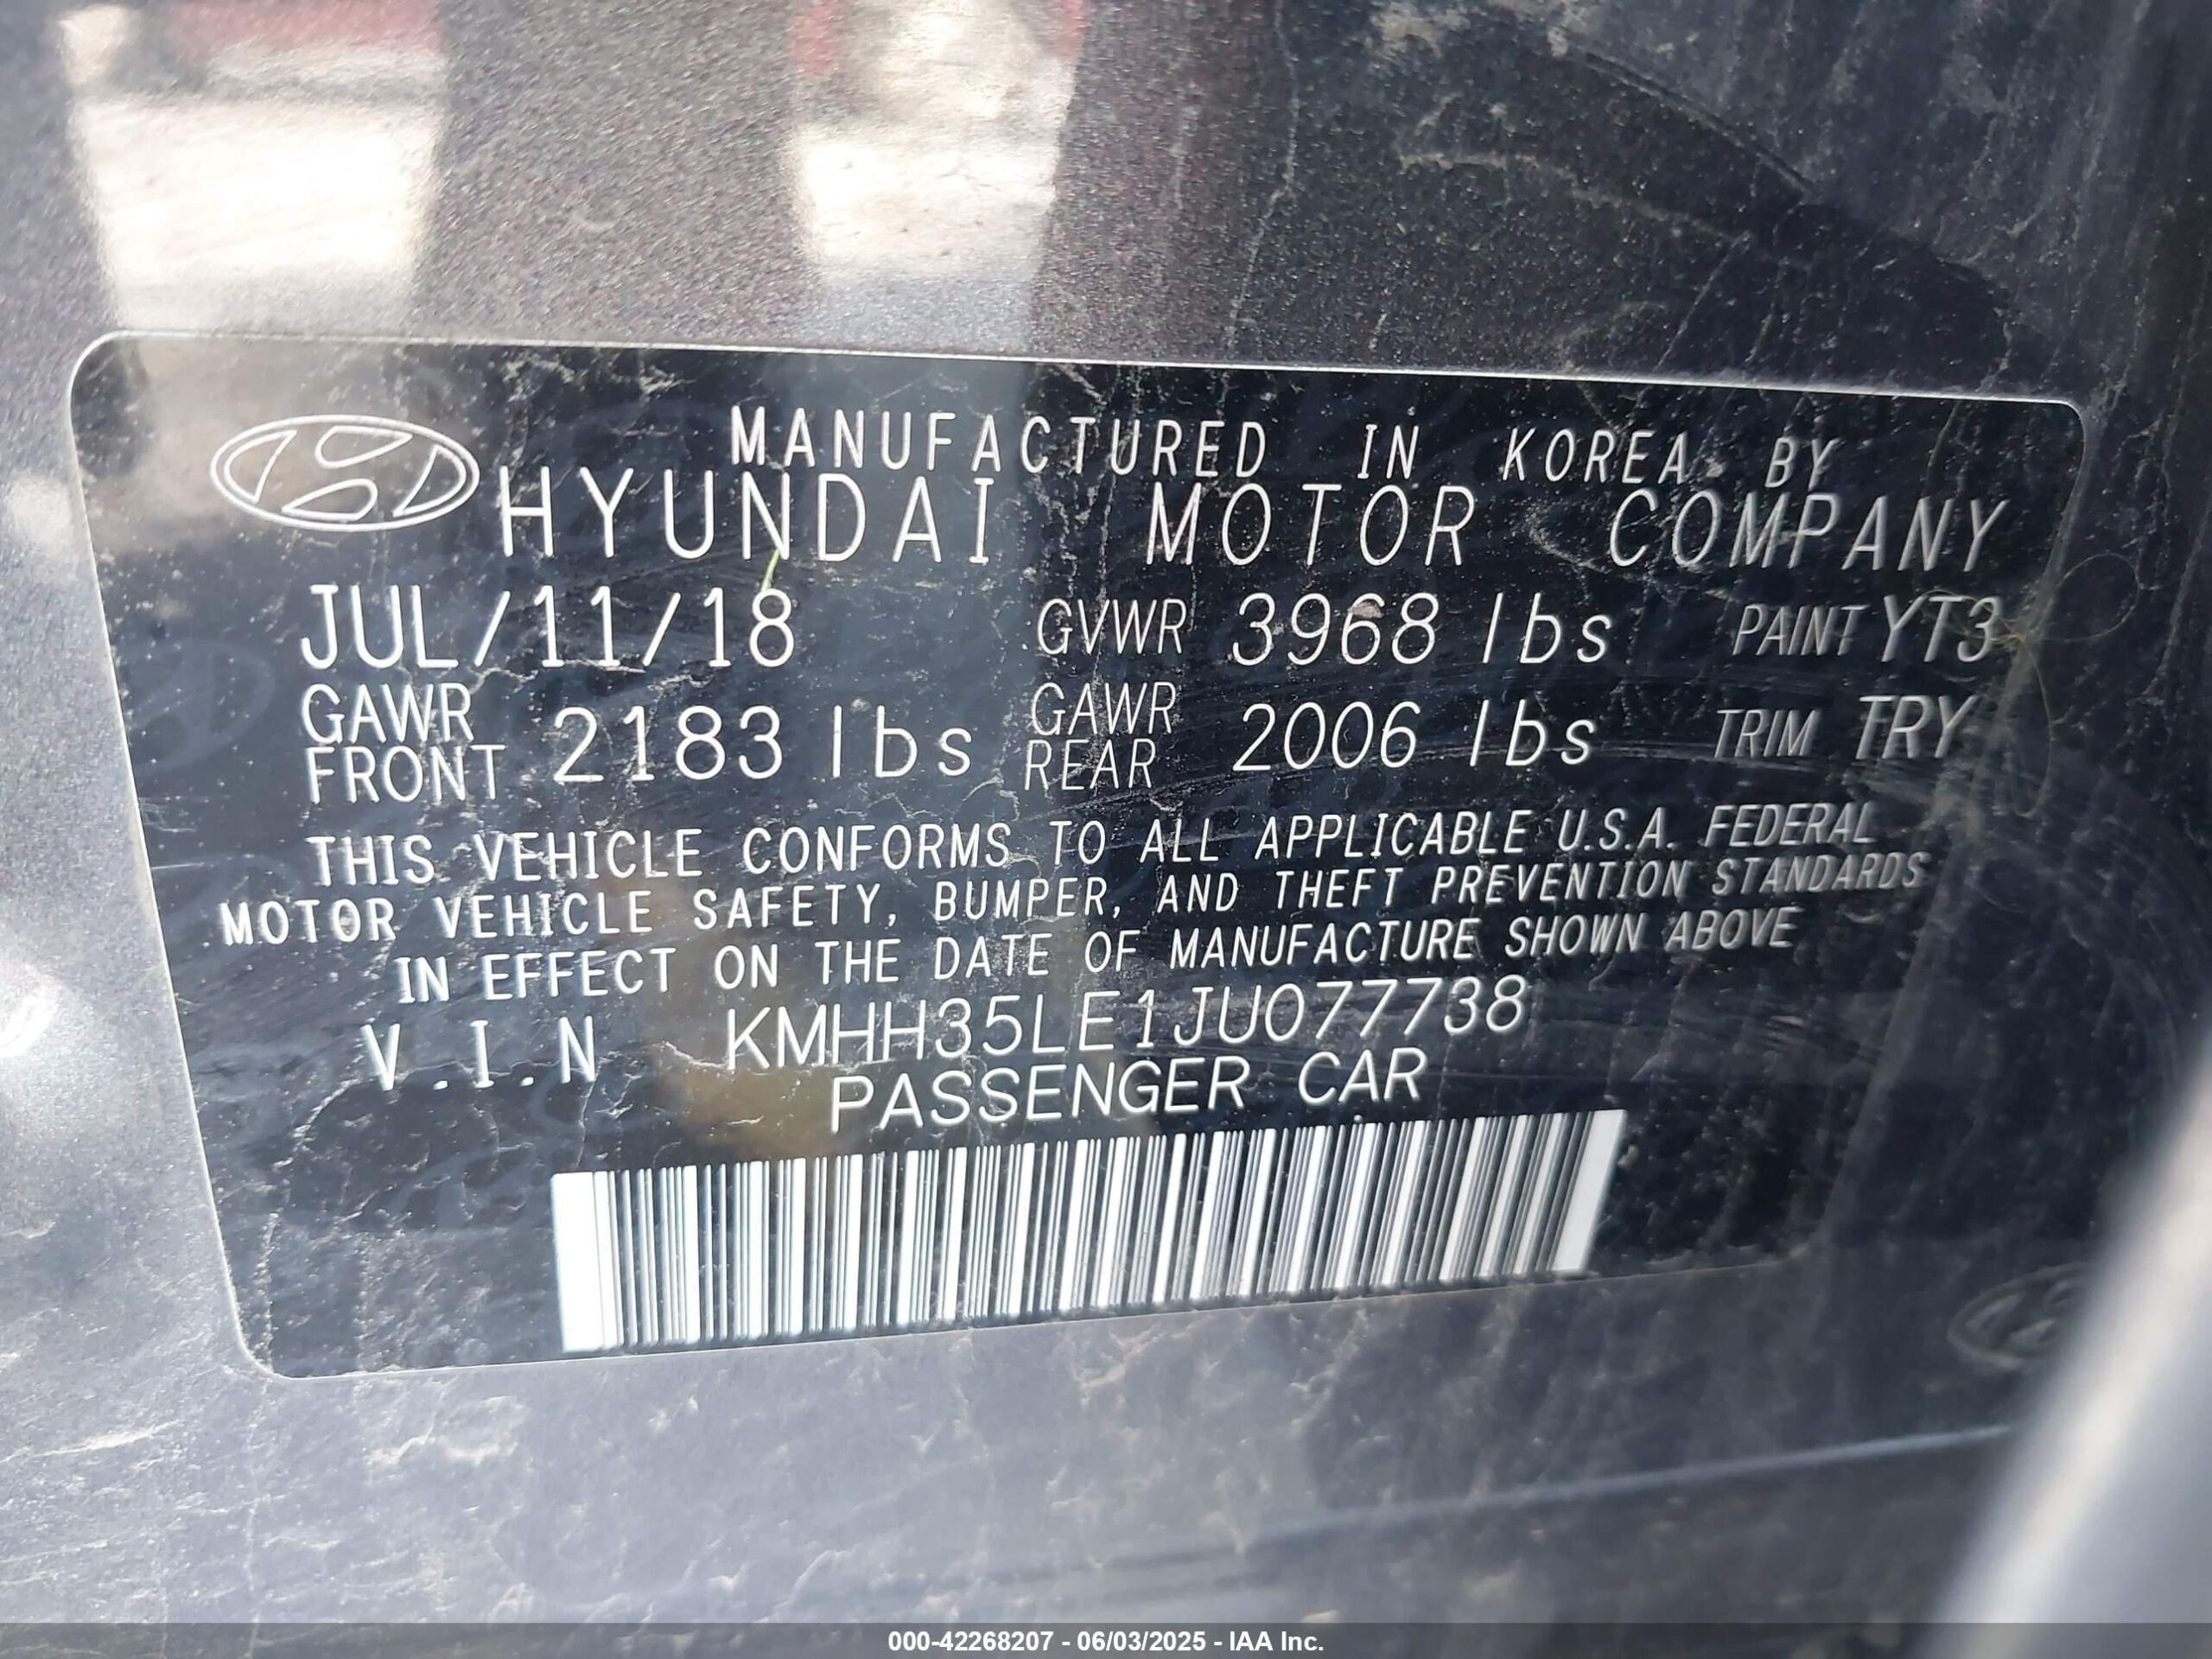 MANUFACTURED IN KOREA BY
HYUNDAI MOTOR COMPANY
JUL/11/18 GVWR 3968 lbs PAINT YT3
GAWR FRONT 2183 lbs GAWR REAR 2006 lbs TRIM TRY
THIS VEHICLE CONFORMS TO ALL APPLICABLE U.S.A. FEDERAL
MOTOR VEHICLE SAFETY, BUMPER, AND THEFT PREVENTION STANDARDS
IN EFFECT ON THE DATE OF MANUFACTURE SHOWN ABOVE
V.I.N KMHH35LE1JU077738
PASSENGER CAR
000-42268207 - 06/03/2025 - IAA Inc.